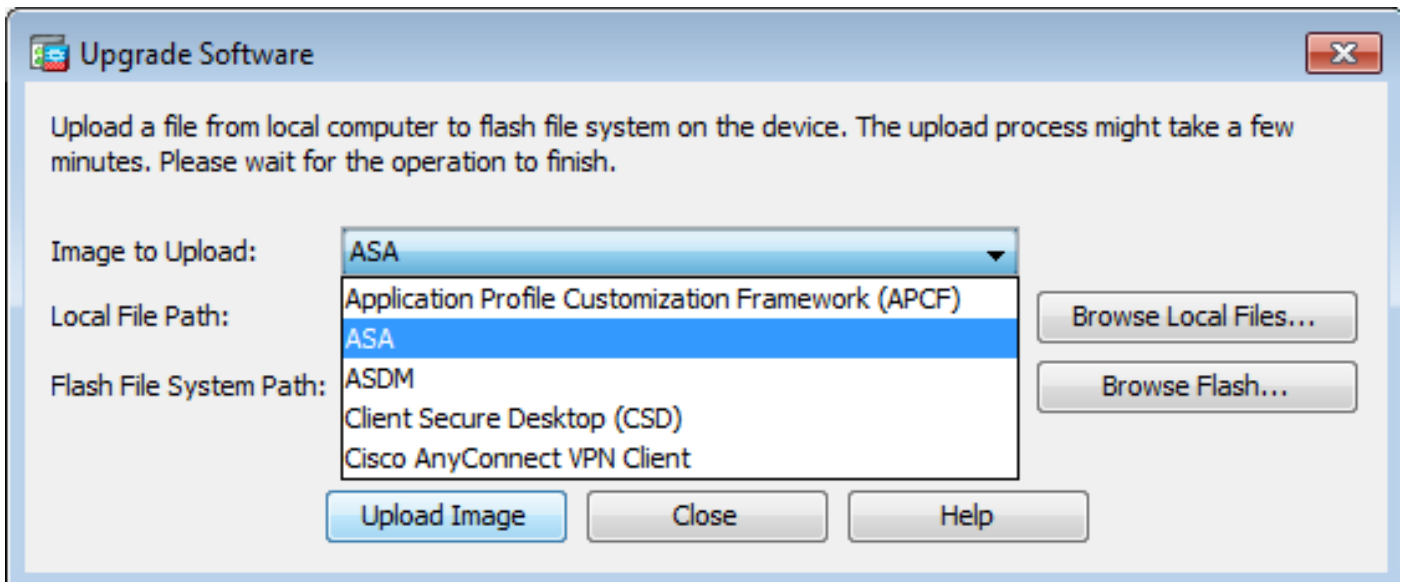 Upgrade Software
Upload a file from local computer to flash file system on the device. The upload process might take a few
minutes. Please wait for the operation to finish.
Image to Upload:
ASA
Application Profile Customization Framework (APCF)
Local File Path:
Browse Local Files...
ASA
Flash File System Path:
ASDM
Browse Flash...
Client Secure Desktop (CSD)
Cisco AnyConnect VPN Client
Upload Image
Close
Help